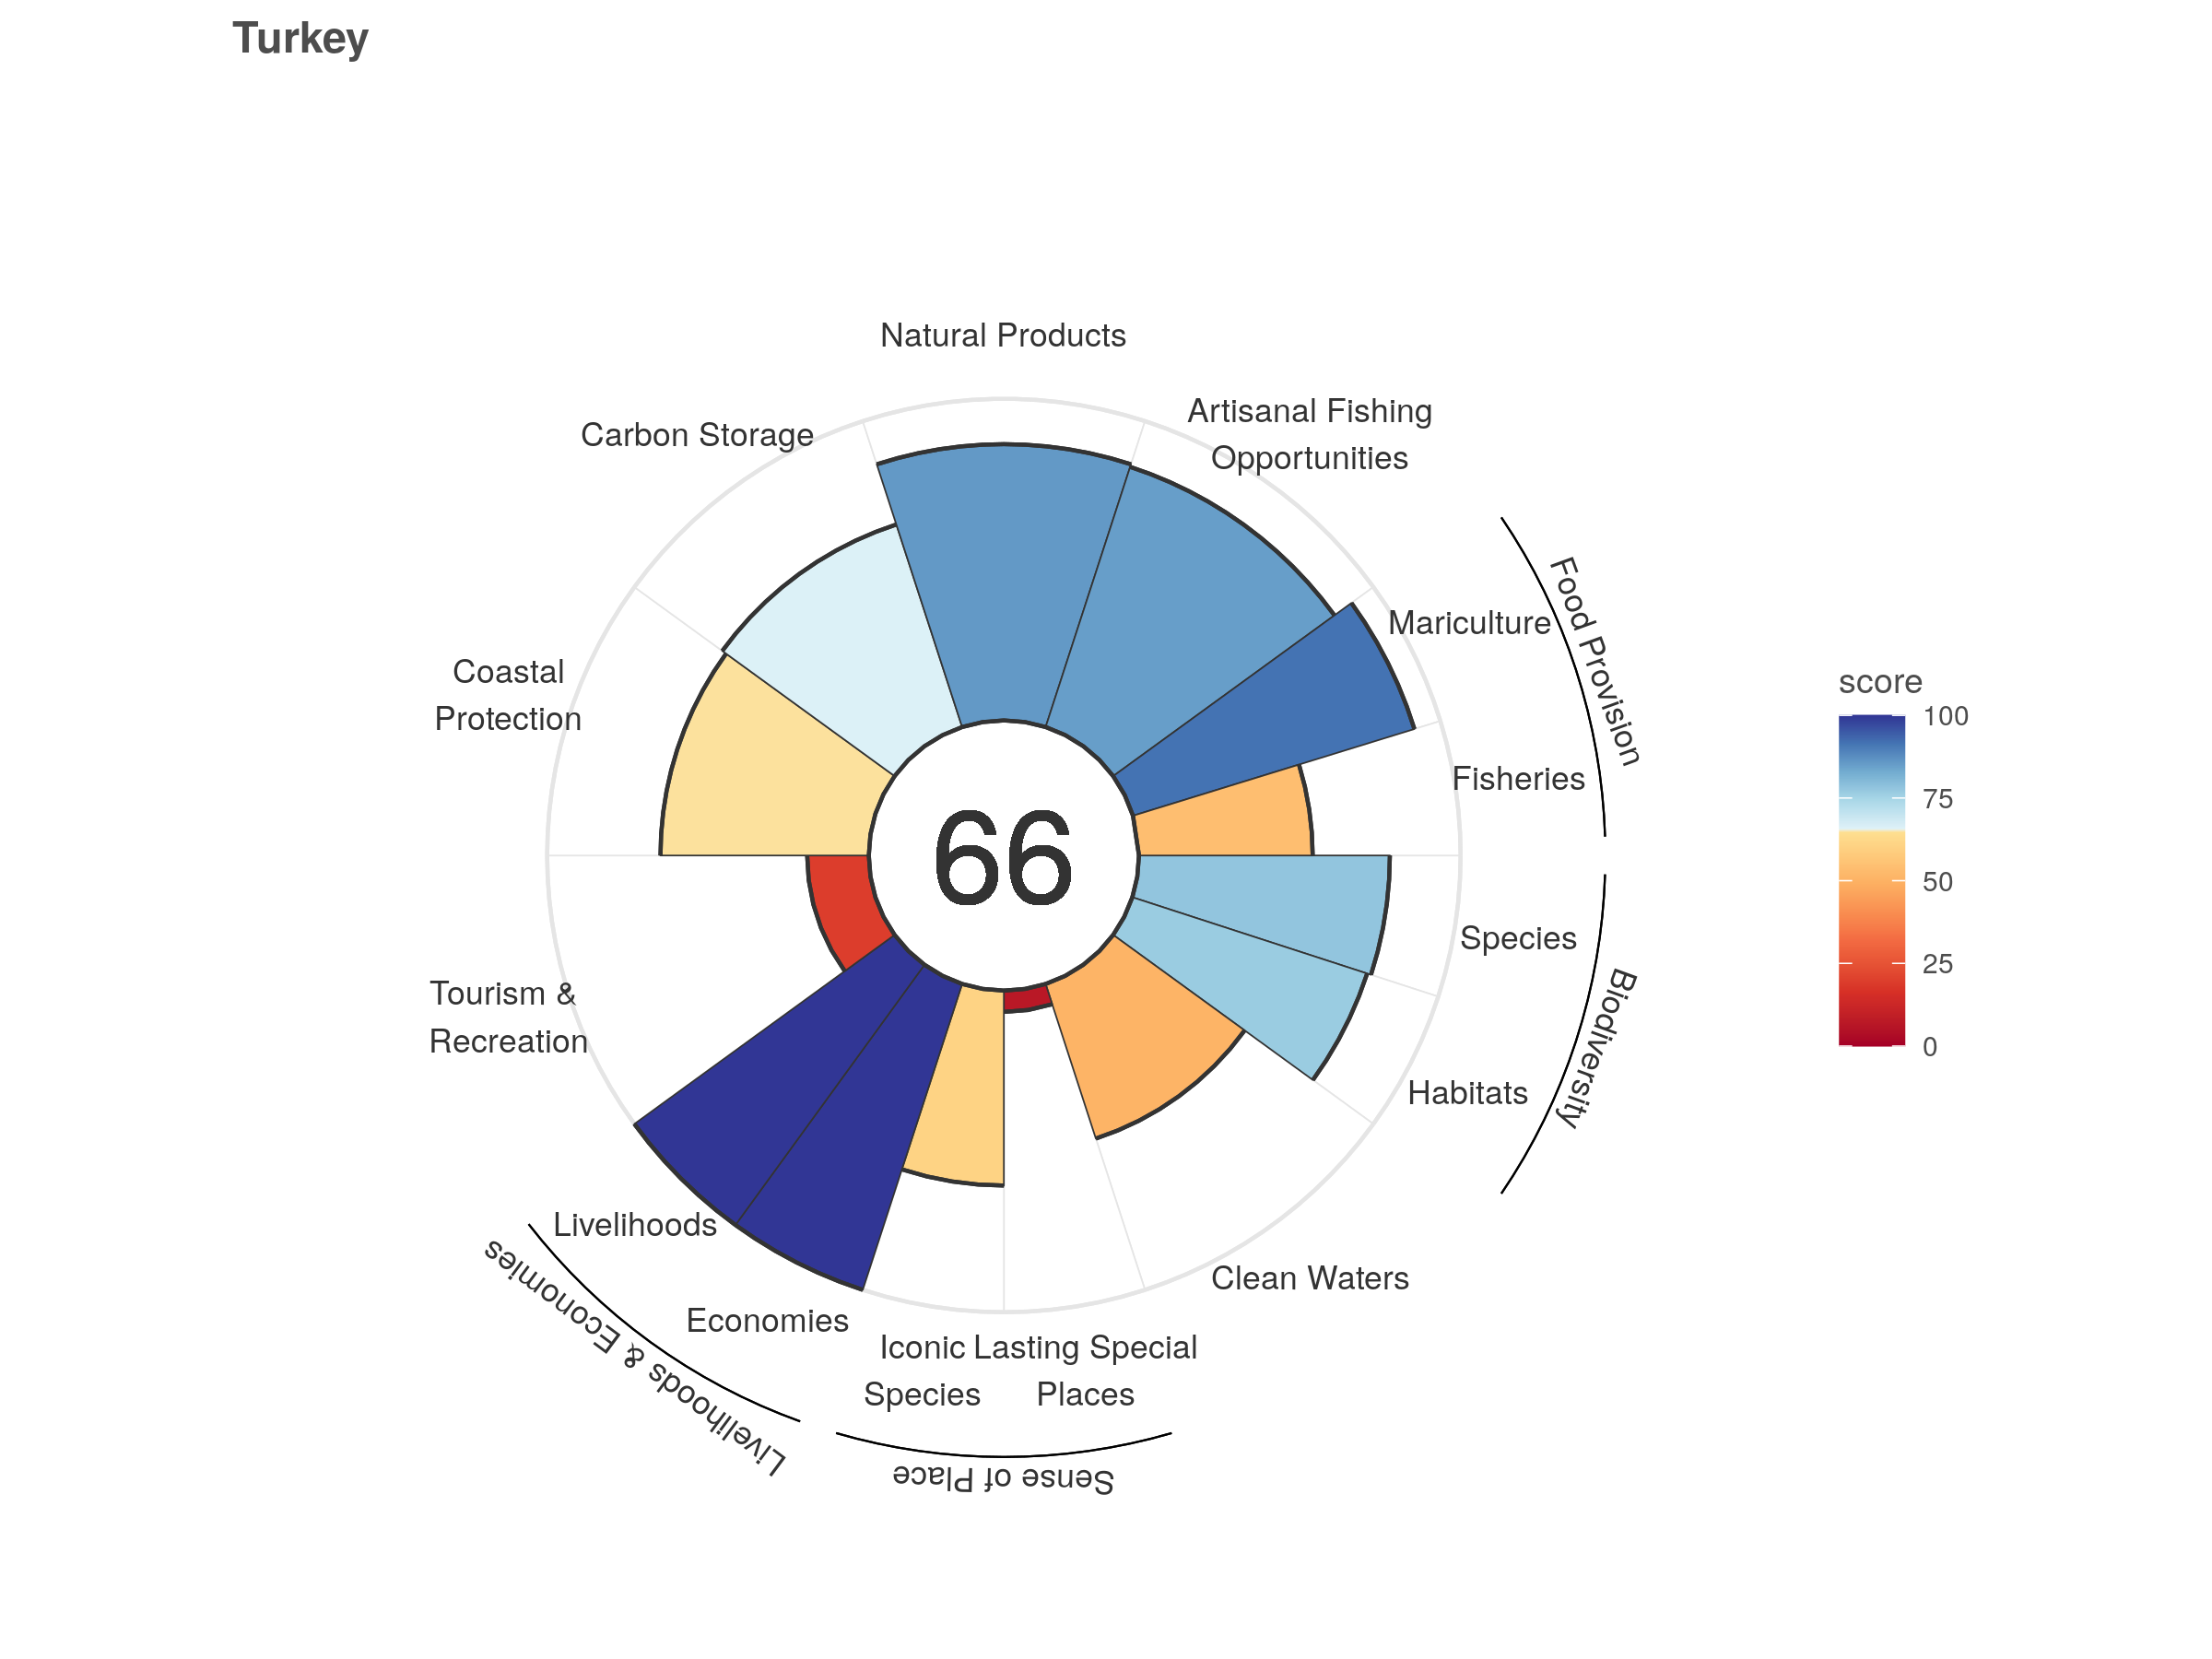 Turkey
Natural Products
Artisanal Fishing
Opportunities
Carbon Storage
Mariculture
Food Provision
Coastal
Protection
Fisheries
66
Species
Biodiversity
Tourism &
Recreation
Habitats
Livelihoods
Clean Waters
Economies
Livelihoods & Economies
Iconic
Species
Lasting Special
Places
Sense of Place
score
100
75
50
25
0